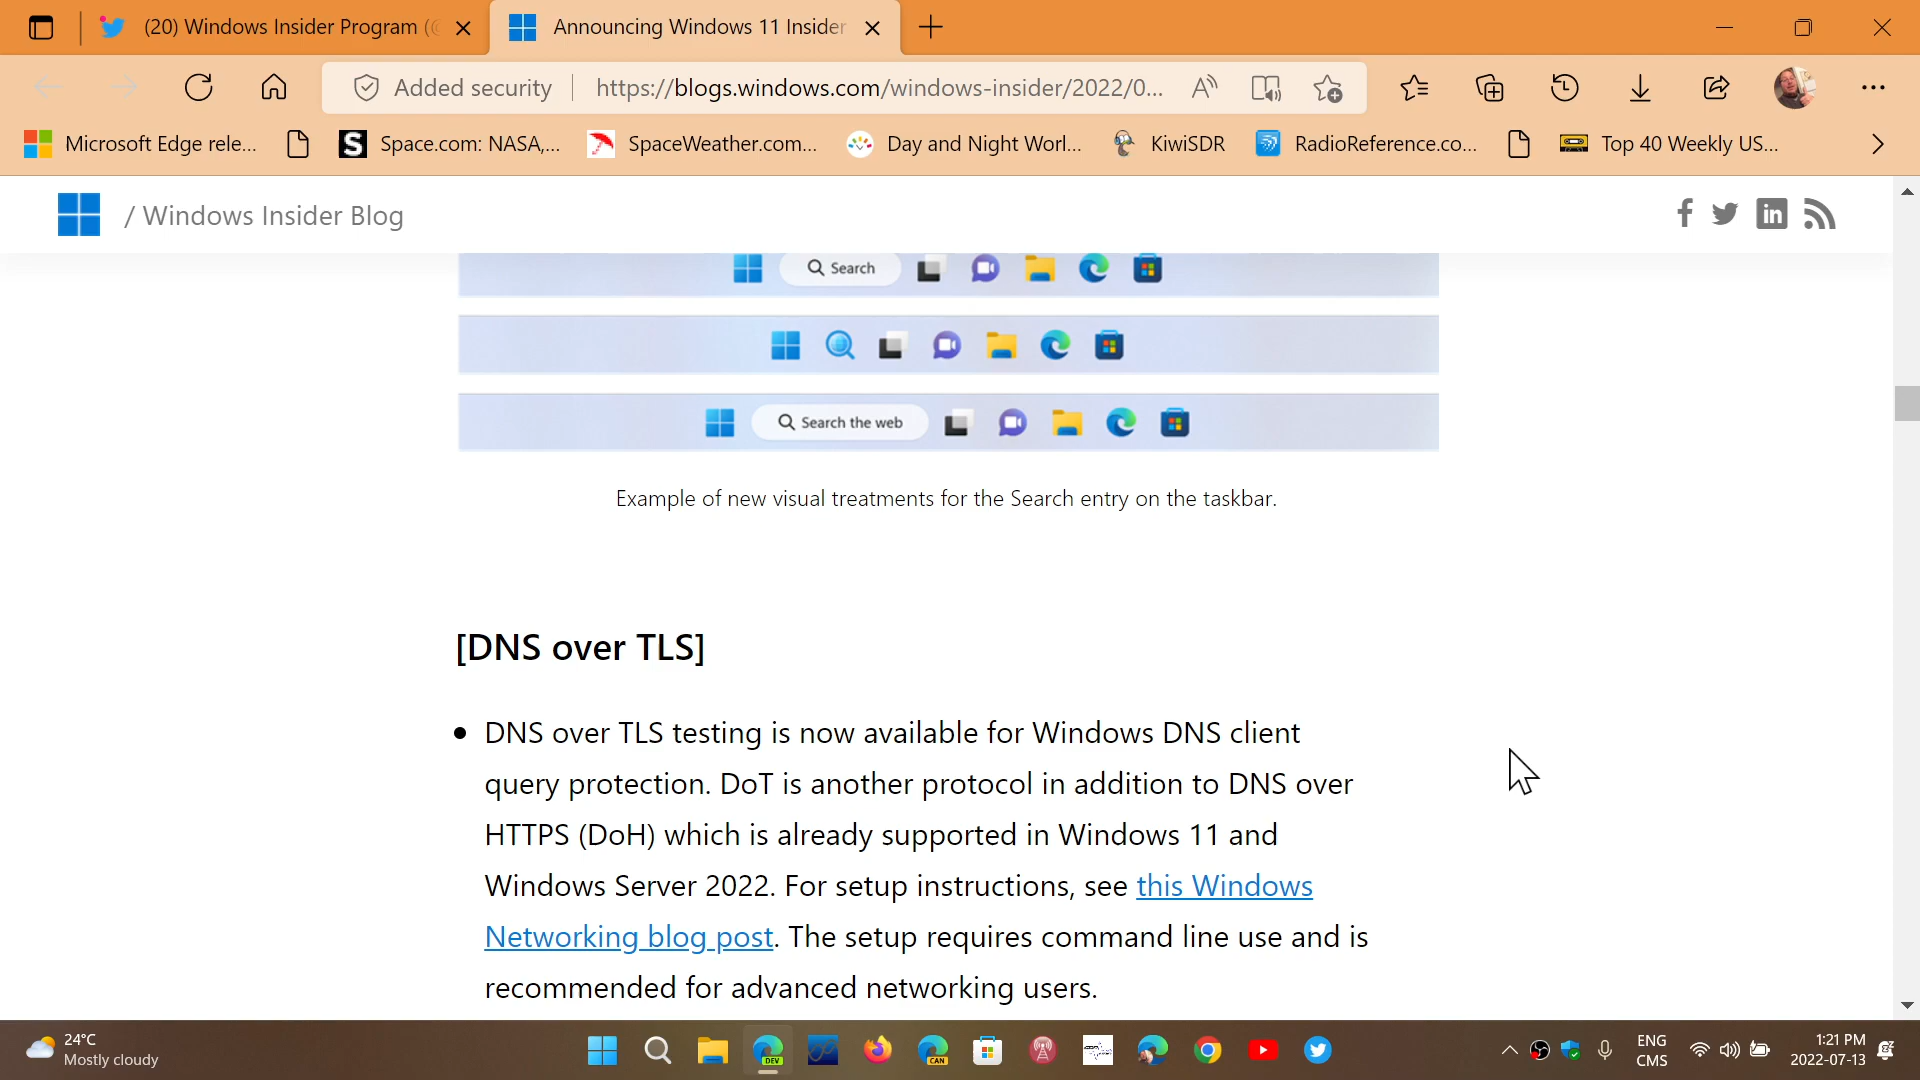 (20) Windows Insider Program (@
Announcing Windows 11 Insider
Added security
https://blogs.windows.com/windows-insider/2022/0...
Microsoft Edge rele...
Space.com: NASA,...
SpaceWeather.com...
Day and Night Worl...
KiwiSDR
RadioReference.co...
Top 40 Weekly US...
/ Windows Insider Blog
Search
Search the web
Example of new visual treatments for the Search entry on the taskbar.
[DNS over TLS]
DNS over TLS testing is now available for Windows DNS client
query protection. DoT is another protocol in addition to DNS over
HTTPS (DoH) which is already supported in Windows 11 and
Windows Server 2022. For setup instructions, see this Windows
Networking blog post. The setup requires command line use and is
recommended for advanced networking users.
24°C
Mostly cloudy
DEV
CAN
ENG
CMS
1:21 PM
2022-07-13